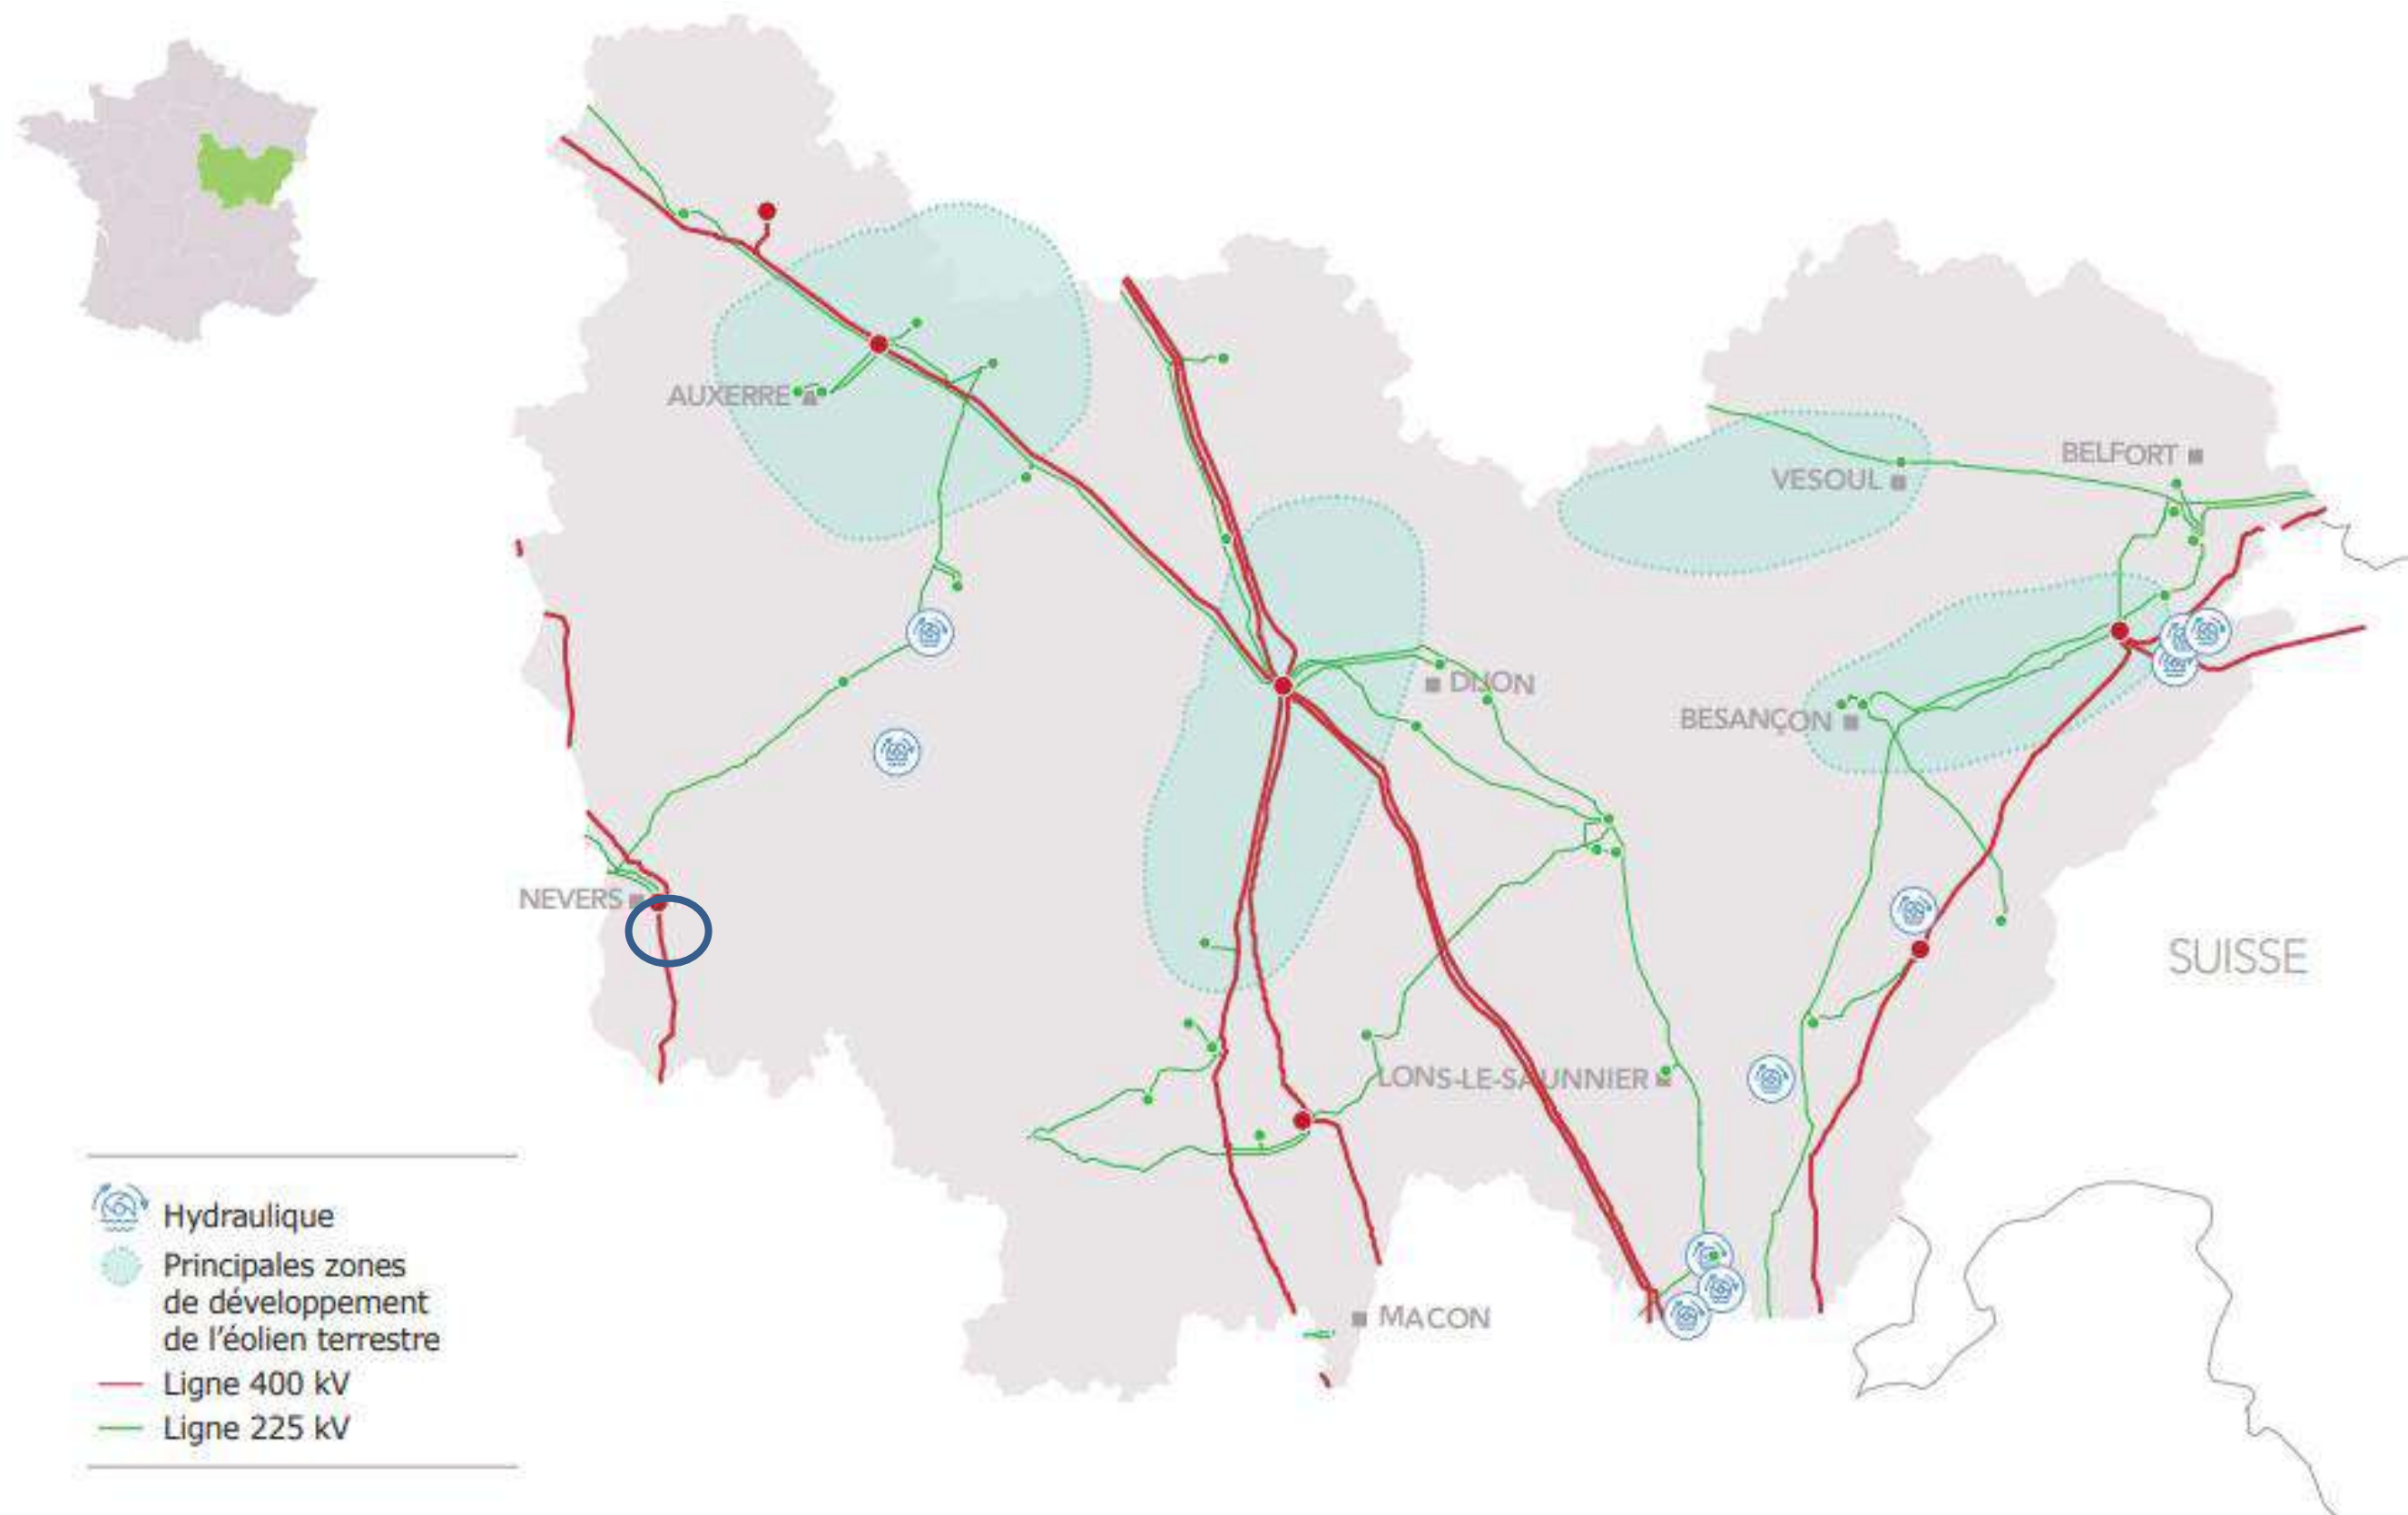 AUXERRE
VESOUL
BELFORT
DIJON
BESANÇON
NEVERS
SUISSE
LONS-LE-SAUNNIER
MACON
Hydraulique
Principales zones
de développement
de l'éolien terrestre
Ligne 400 kV
Ligne 225 kV